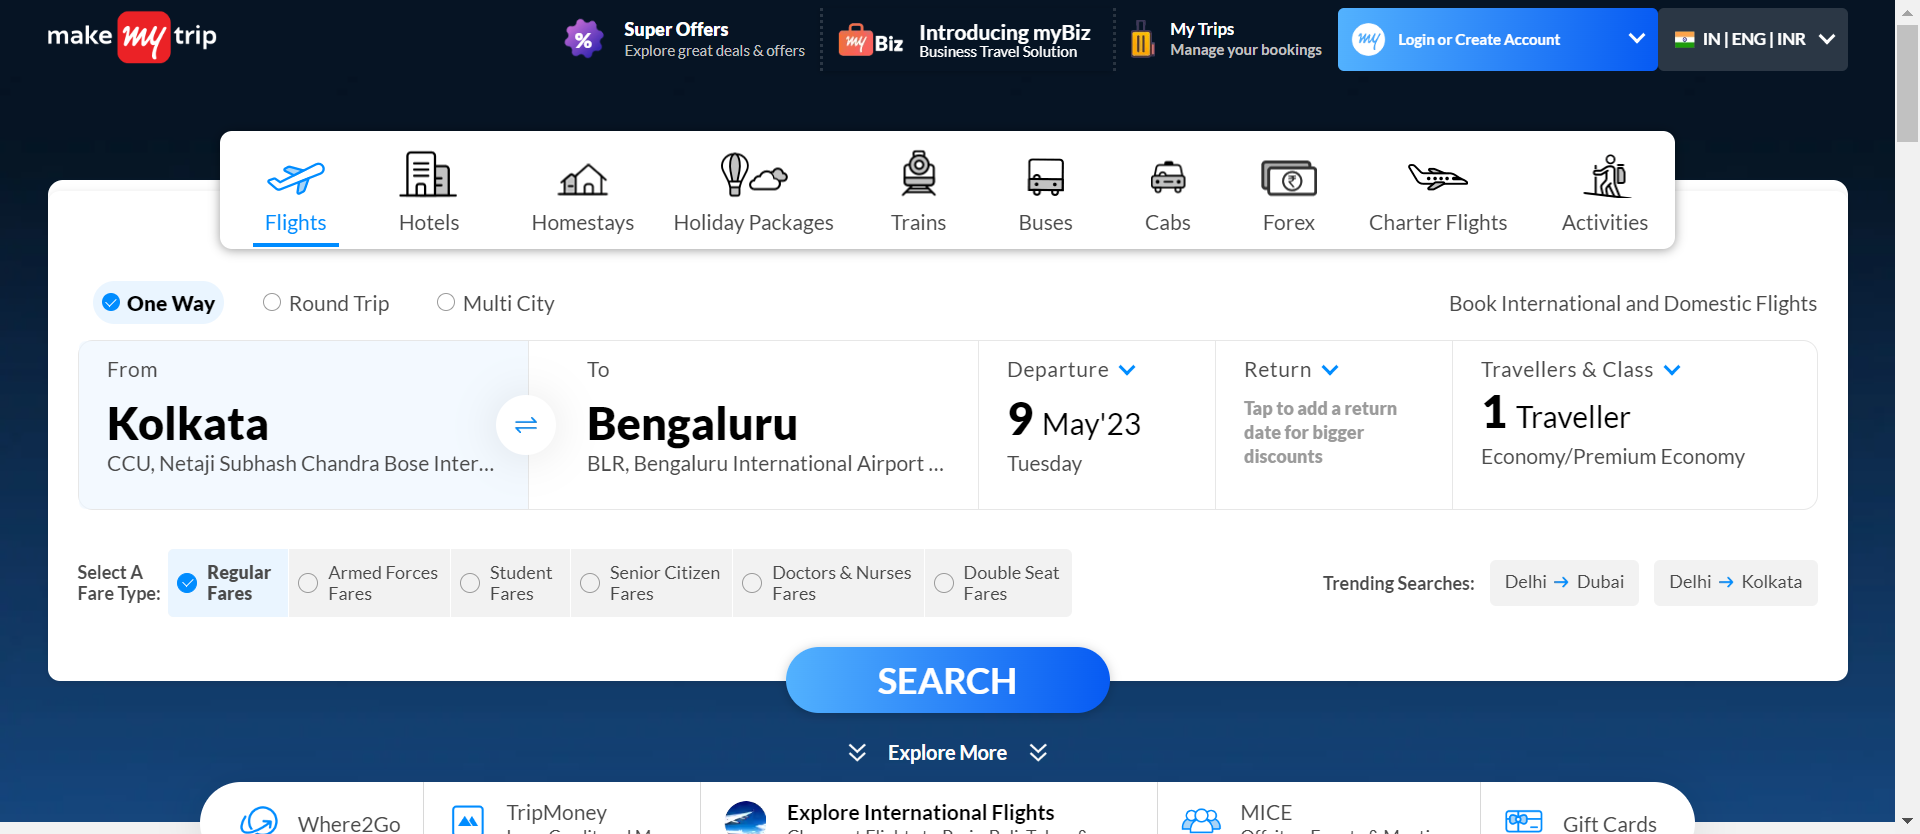 make my trip
Super Offers
Explore great deals & offers
my Biz
Introducing myBiz
Business Travel Solution
My Trips
Manage your bookings
my
Login or Create Account
IN | ENG | INR
Flights
Hotels
Homestays
Holiday Packages
Trains
Buses
Cabs
Forex
Charter Flights
Activities
One Way
Round Trip
Multi City
Book International and Domestic Flights
From
Kolkata
CCU, Netaji Subhash Chandra Bose Inter...
To
Bengaluru
BLR, Bengaluru International Airport ...
Departure
9 May'23
Tuesday
Return
Tap to add a return
date for bigger
discounts
Travellers & Class
1 Traveller
Economy/Premium Economy
Select A
Fare Type:
Regular
Fares
Armed Forces
Fares
Student
Fares
Senior Citizen
Fares
Doctors & Nurses
Fares
Double Seat
Fares
Trending Searches:
Delhi → Dubai
Delhi → Kolkata
SEARCH
Explore More
Where2Go
TripMoney
Explore International Flights
MICE
Gift Cards